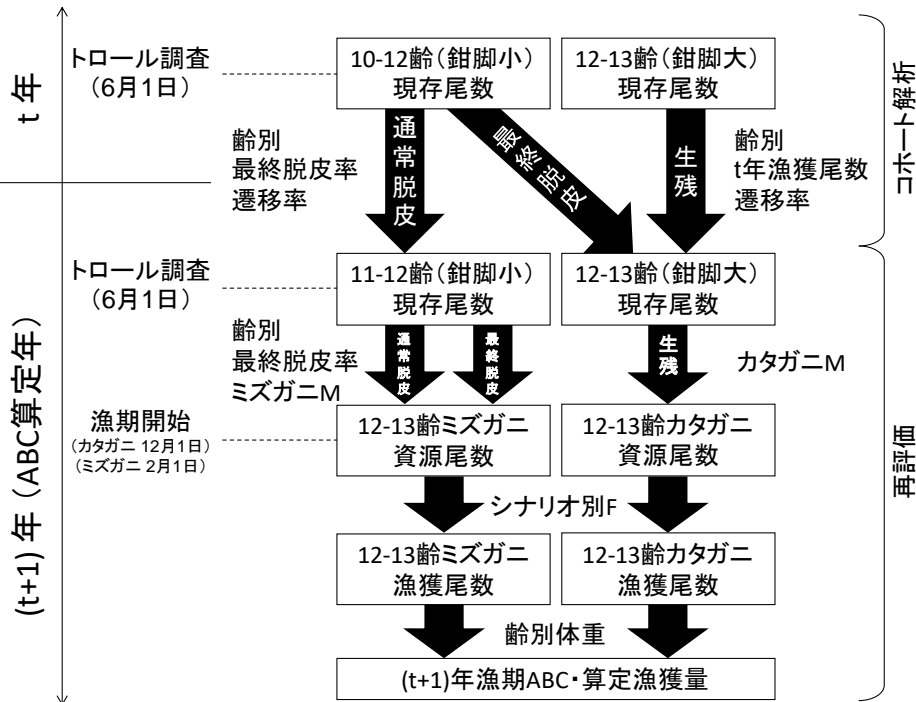 t 年
トロール調査
（6月1日）
10-12齢（鉗脚小）
現存尾数
12-13齢（鉗脚大）
現存尾数
齢別
最終脱皮率
遷移率
通常脱皮
最終脱皮
生残
齢別
t年漁獲尾数
遷移率
コホート解析
(t+1) 年（ABC算定年）
トロール調査
（6月1日）
11-12齢（鉗脚小）
現存尾数
12-13齢（鉗脚大）
現存尾数
齢別
最終脱皮率
ミズガニM
通常脱皮
最終脱皮
生残
カタガニM
漁期開始
（カタガニ 12月1日）
（ミズガニ 2月1日）
12-13齢ミズガニ
資源尾数
12-13齢カタガニ
資源尾数
シナリオ別F
12-13齢ミズガニ
漁獲尾数
12-13齢カタガニ
漁獲尾数
齢別体重
(t+1)年漁期ABC・算定漁獲量
再評価